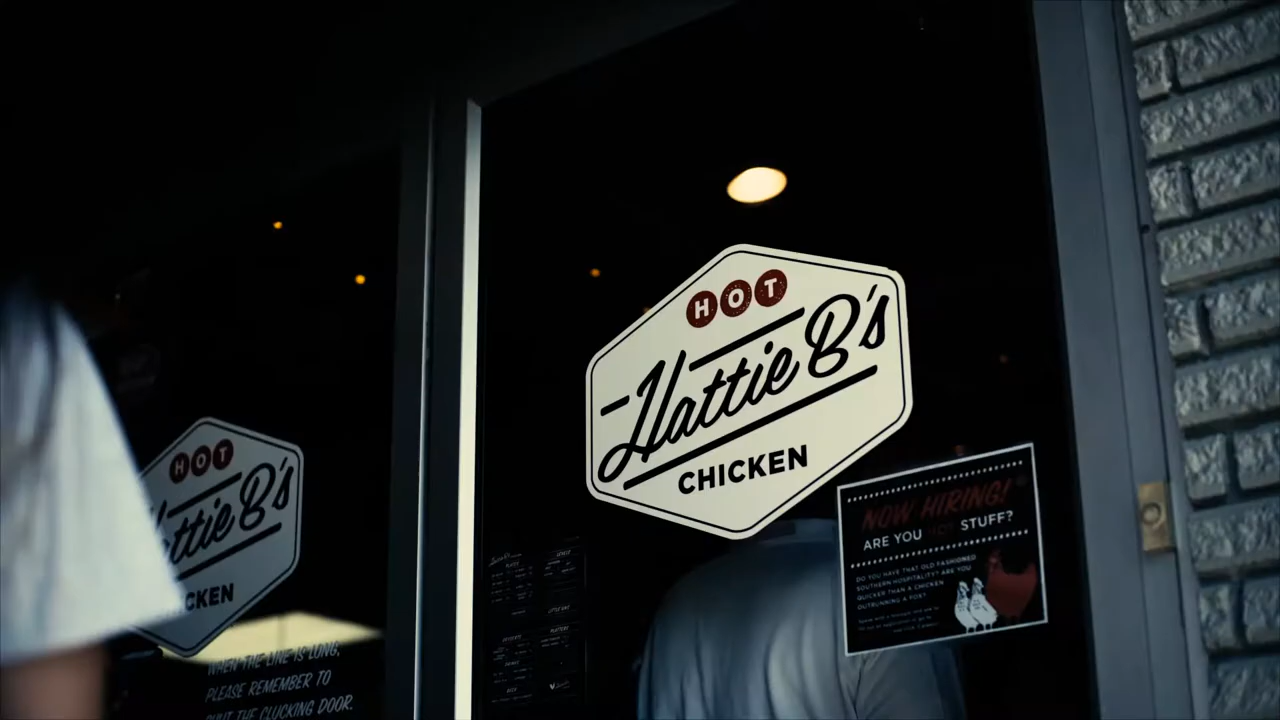 HOT
Hattie B's
CHICKEN
HOT
attie B's
CKEN
WHEN THE LINE IS LONG,
PLEASE REMEMBER TO
SHUT THE CLUCKING DOOR.
NOW HIRING!
ARE YOU HOT STUFF?
DO YOU HAVE THAT OLD FASHIONED
SOUTHERN HOSPITALITY? ARE YOU
QUICKER THAN A CHICKEN
OUTRUNNING A FOX?